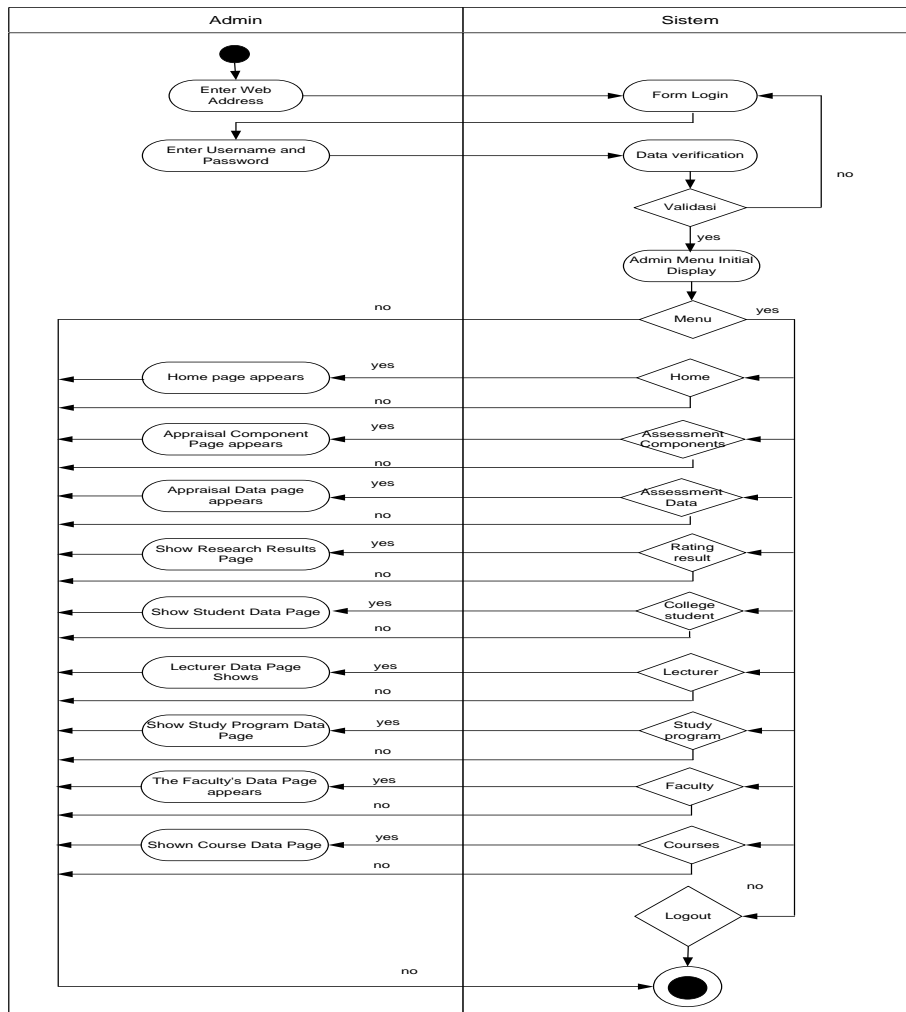 Admin
Sistem
Enter Web
Address
Form Login
Enter Username and
Password
Data verification
no
Validasi
yes
Admin Menu Initial
Display
no
Menu
yes
Home page appears
yes
Home
no
Appraisal Component
Page appears
yes
Assessment
Components
no
Appraisal Data page
appears
yes
Assessment
Data
no
Show Research Results
Page
yes
Rating
result
no
Show Student Data Page
yes
College
student
no
Lecturer Data Page
Shows
yes
Lecturer
no
Show Study Program Data
Page
yes
Study
program
no
The Faculty's Data Page
appears
yes
Faculty
no
Shown Course Data Page
yes
Courses
no
no
Logout
no